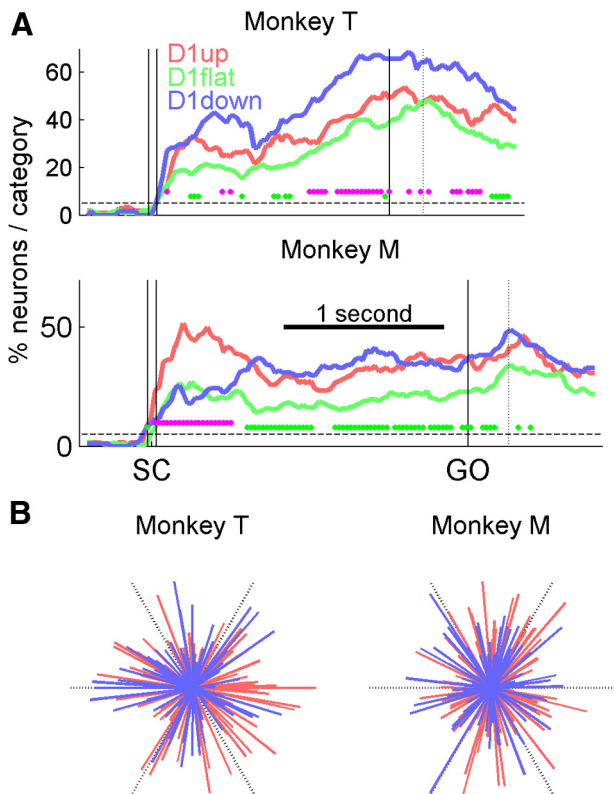 A
Monkey T
D1up
D1flat
D1down
60
40
20
0
% neurons / category
Monkey M
1 second
50
0
SC
GO
B
Monkey T
Monkey M